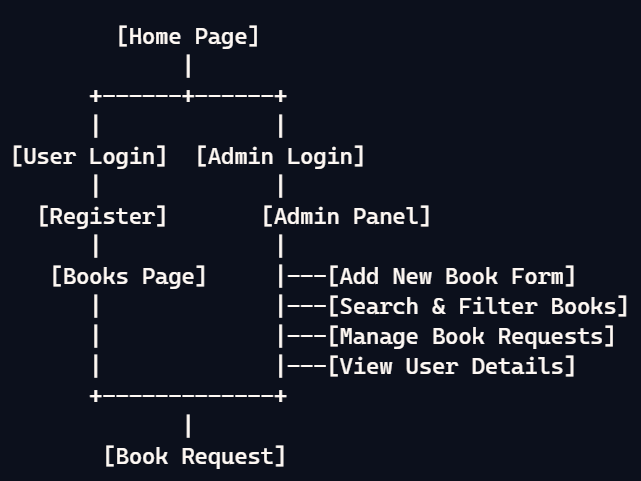 [Home Page]
|
+------+------+
| |
[User Login] [Admin Login]
| |
[Register] [Admin Panel]
| |
[Books Page] |---[Add New Book Form]
| |---[Search & Filter Books]
| |---[Manage Book Requests]
| |---[View User Details]
+-------------+
|
[Book Request]